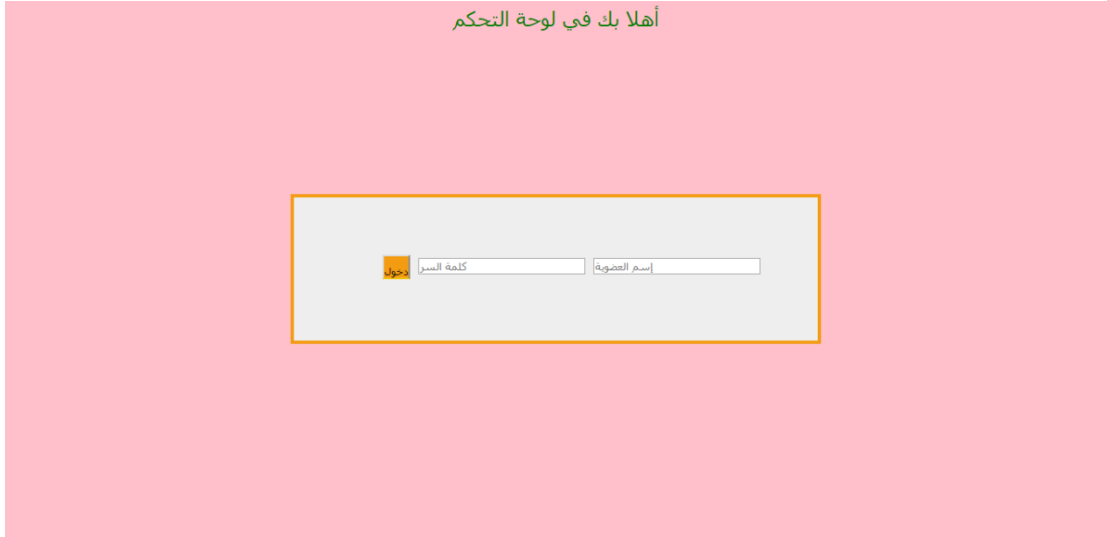 أهلا بك في لوحة التحكم
إسم العضوية
كلمة السر
دخول